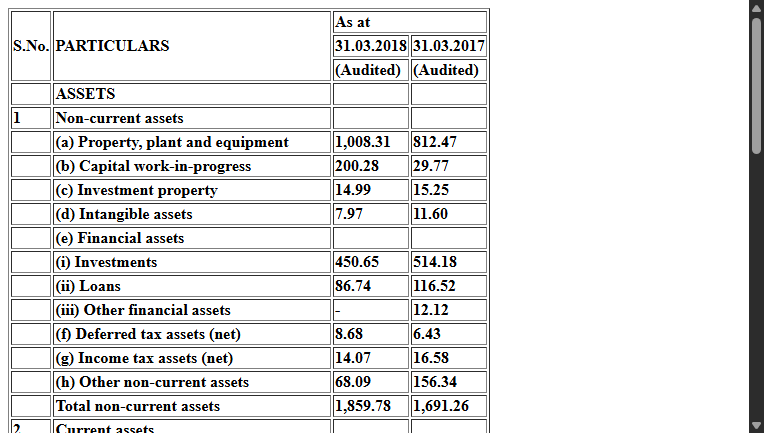 As at
S.No. PARTICULARS 31.03.2018 31.03.2017
(Audited) (Audited)
ASSETS
1 Non-current assets
(a) Property, plant and equipment 1,008.31 812.47
(b) Capital work-in-progress 200.28 29.77
(c) Investment property 14.99 15.25
(d) Intangible assets 7.97 11.60
(e) Financial assets
(i) Investments 450.65 514.18
(ii) Loans 86.74 116.52
(iii) Other financial assets - 12.12
(f) Deferred tax assets (net) 8.68 6.43
(g) Income tax assets (net) 14.07 16.58
(h) Other non-current assets 68.09 156.34
Total non-current assets 1,859.78 1,691.26
2 Current assets